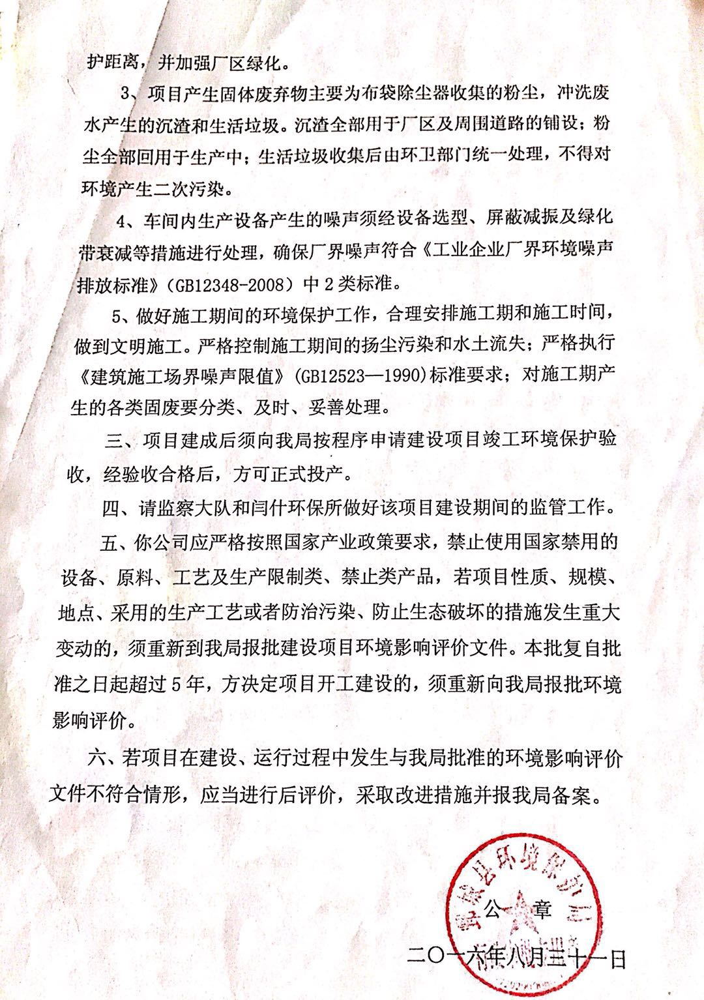 护距离，并加强厂区绿化。
3、项目产生固体废弃物主要为布袋除尘器收集的粉尘，冲洗废
水产生的沉渣和生活垃圾。沉渣全部用于厂区及周围道路的铺设；粉
尘全部回用于生产中；生活垃圾收集后由环卫部门统一处理，不得对
环境产生二次污染。
4、车间内生产设备产生的噪声须经设备选型、屏蔽减振及绿化
带衰减等措施进行处理，确保厂界噪声符合《工业企业厂界环境噪声
排放标准》（GB12348-2008）中2类标准。
5、做好施工期间的环境保护工作，合理安排施工期和施工时间，
做到文明施工。严格控制施工期间的扬尘污染和水土流失；严格执行
《建筑施工场界噪声限值》(GB12523—1990)标准要求；对施工期产
生的各类固废要分类、及时、妥善处理。
三、项目建成后须向我局按程序申请建设项目竣工环境保护验
收，经验收合格后，方可正式投产。
四、请监察大队和闫什环保所做好该项目建设期间的监管工作。
五、你公司应严格按照国家产业政策要求，禁止使用国家禁用的
设备、原料、工艺及生产限制类、禁止类产品，若项目性质、规模、
地点、采用的生产工艺或者防治污染、防止生态破坏的措施发生重大
变动的，须重新到我局报批建设项目环境影响评价文件。本批复自批
准之日起超过5年，方决定项目开工建设的，须重新向我局报批环境
影响评价。
六、若项目在建设、运行过程中发生与我局批准的环境影响评价
文件不符合情形，应当进行后评价，采取改进措施并报我局备案。
县环境保护局
公章
二〇一六年八月三十一日